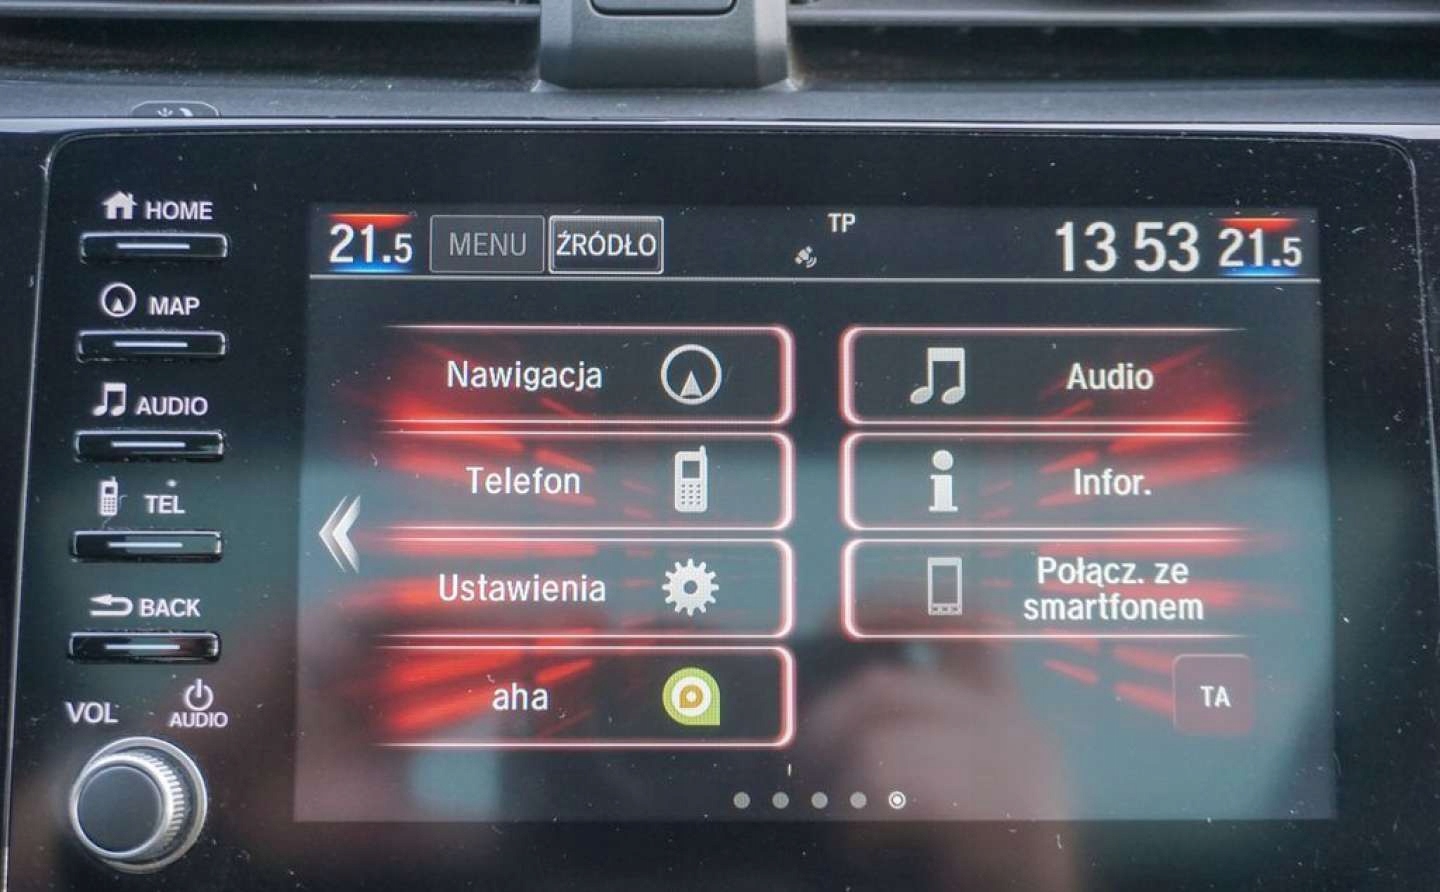 HOME
MAP
AUDIO
TEL
BACK
VOL
AUDIO
21.5 MENU ŹRÓDŁO TP 13 53 21.5
Nawigacja
Audio
Telefon
Infor.
Ustawienia
Połącz. ze
smartfonem
aha
TA